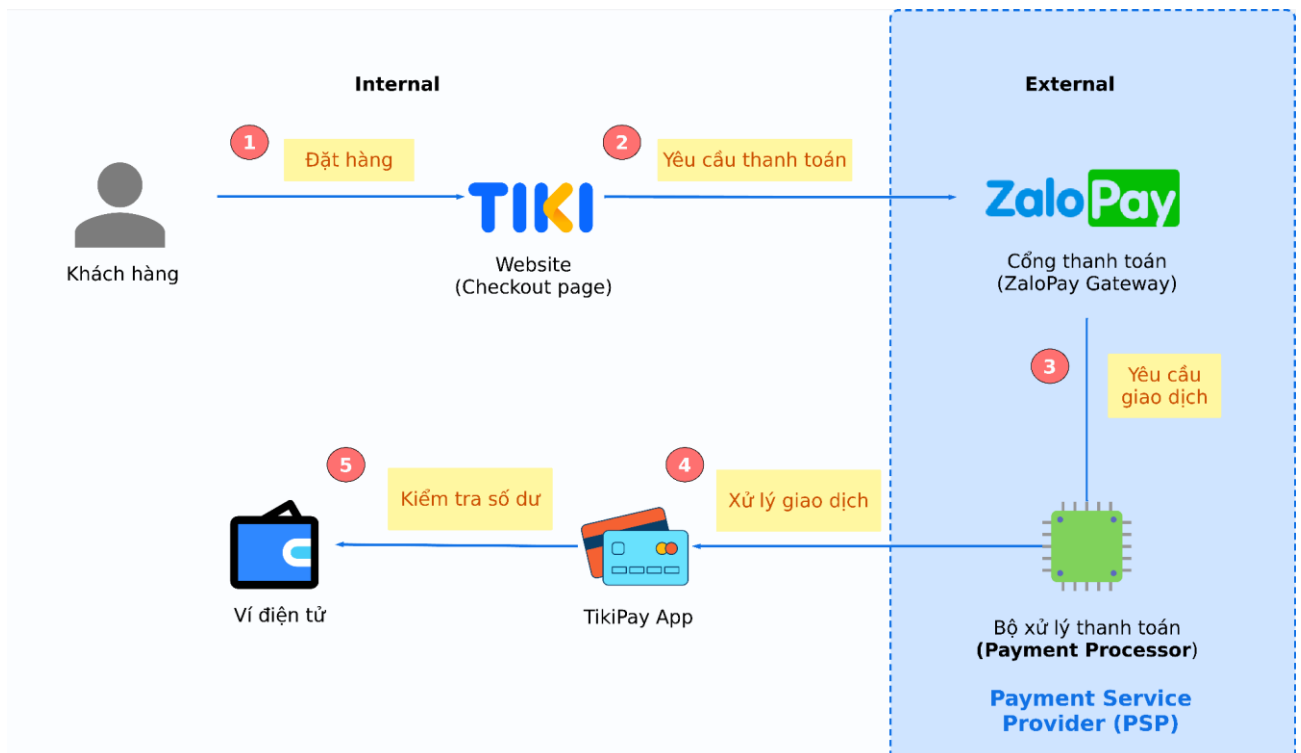 Internal
External
1
Đặt hàng
2
Yêu cầu thanh toán
TIKI
ZaloPay
Khách hàng
Website
(Checkout page)
Cổng thanh toán
(ZaloPay Gateway)
3
Yêu cầu
giao dịch
5
Kiểm tra số dư
4
Xử lý giao dịch
Ví điện tử
TikiPay App
Bộ xử lý thanh toán
(Payment Processor)
Payment Service
Provider (PSP)